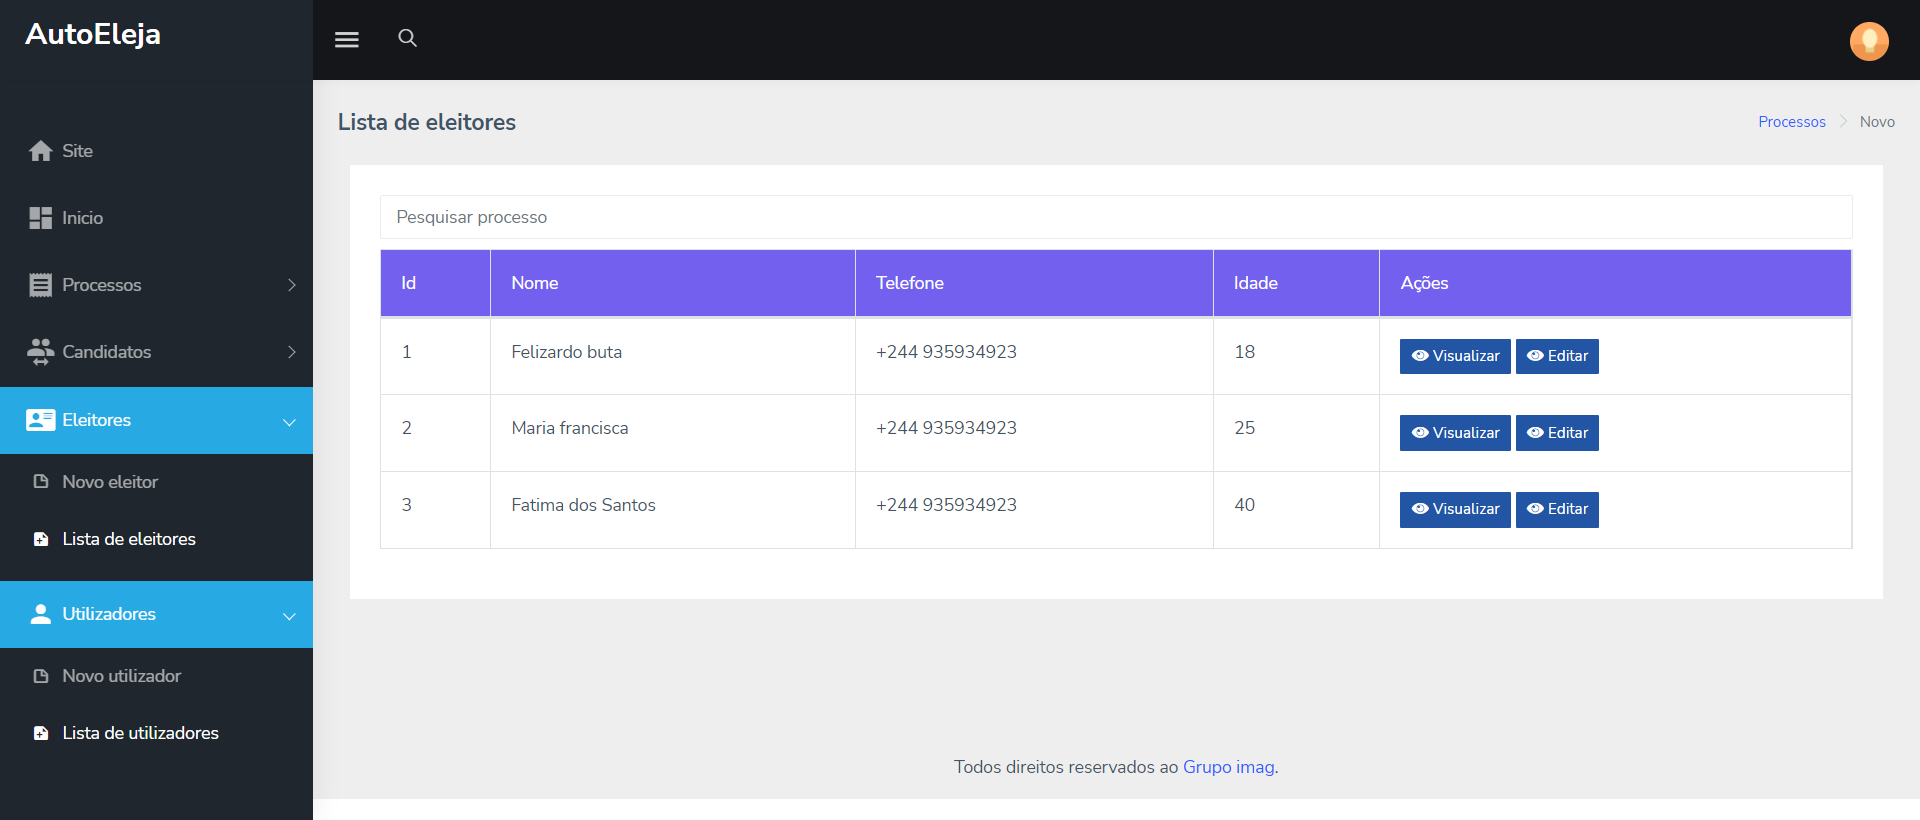 AutoEleja
Site
Inicio
Processos
Candidatos
Eleitores
Novo eleitor
Lista de eleitores
Utilizadores
Novo utilizador
Lista de utilizadores
Lista de eleitores
Processos Novo
Pesquisar processo
Id Nome Telefone Idade Ações
1 Felizardo buta +244 935934923 18 Visualizar Editar
2 Maria francisca +244 935934923 25 Visualizar Editar
3 Fatima dos Santos +244 935934923 40 Visualizar Editar
Todos direitos reservados ao Grupo imag.